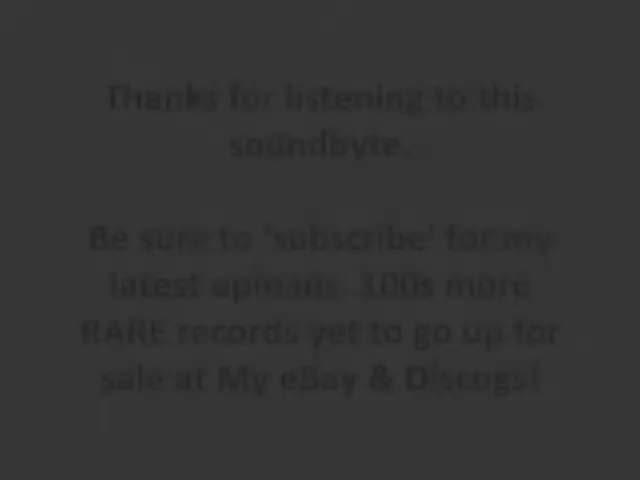 Thanks for listening to this
soundbyte.
Be sure to 'subscribe' for my
latest uploads. 100s more
RARE records yet to go up for
sale at My eBay & Discogs!